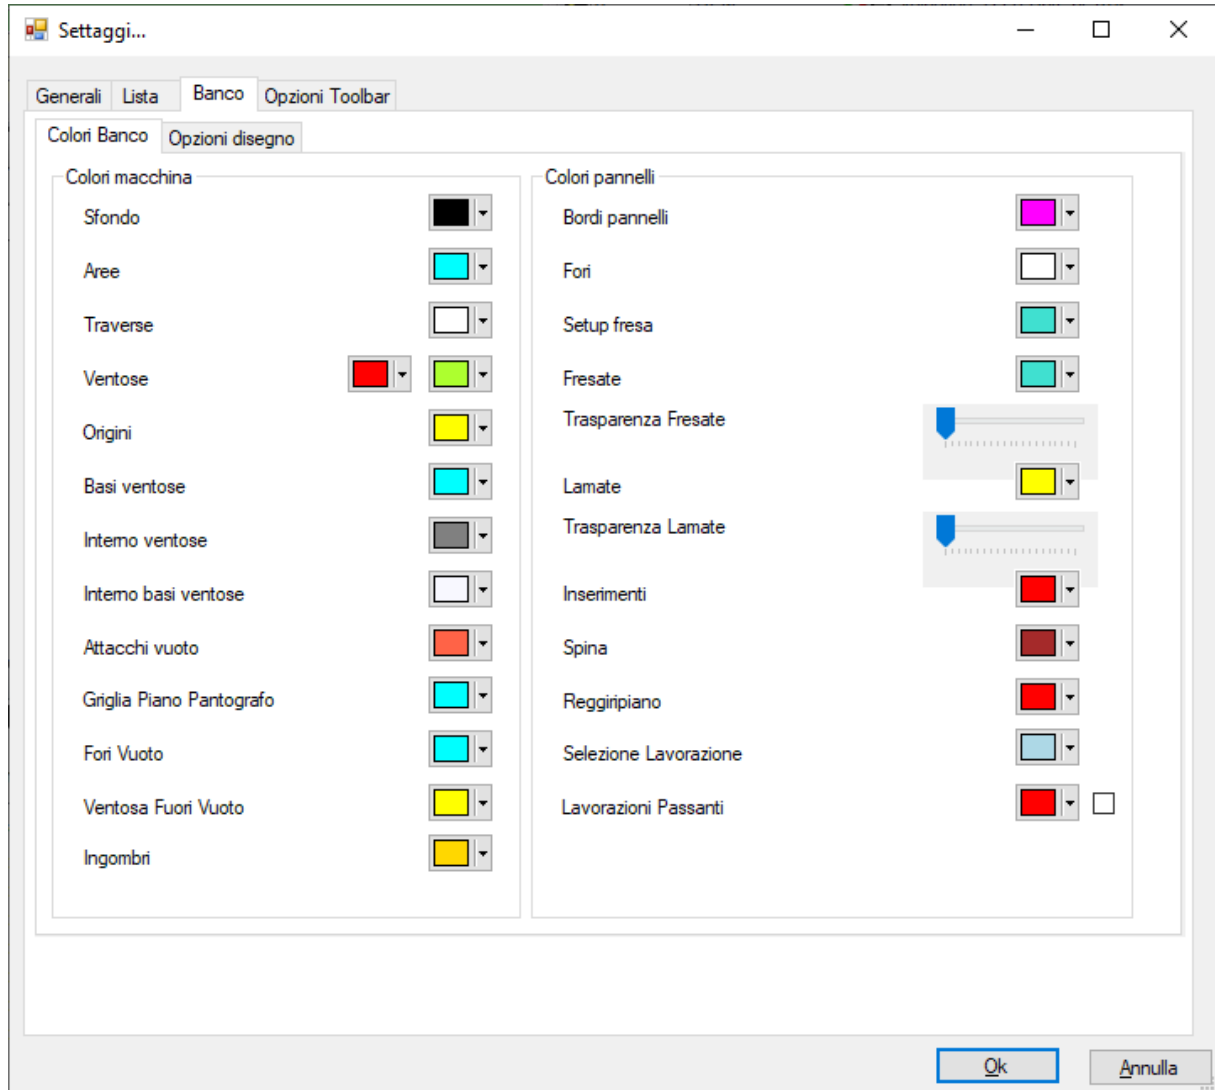 Settaggi...
Generali Lista Banco Opzioni Toolbar
Colori Banco Opzioni disegno
Colori macchina
Sfondo
Aree
Traverse
Ventose
Origini
Basi ventose
Interno ventose
Interno basi ventose
Attacchi vuoto
Griglia Piano Pantografo
Fori Vuoto
Ventosa Fuori Vuoto
Ingombri
Colori pannelli
Bordi pannelli
Fori
Setup fresa
Fresate
Trasparenza Fresate
Lamate
Trasparenza Lamate
Inserimenti
Spina
Reggiripiano
Selezione Lavorazione
Lavorazioni Passanti
Ok Annulla